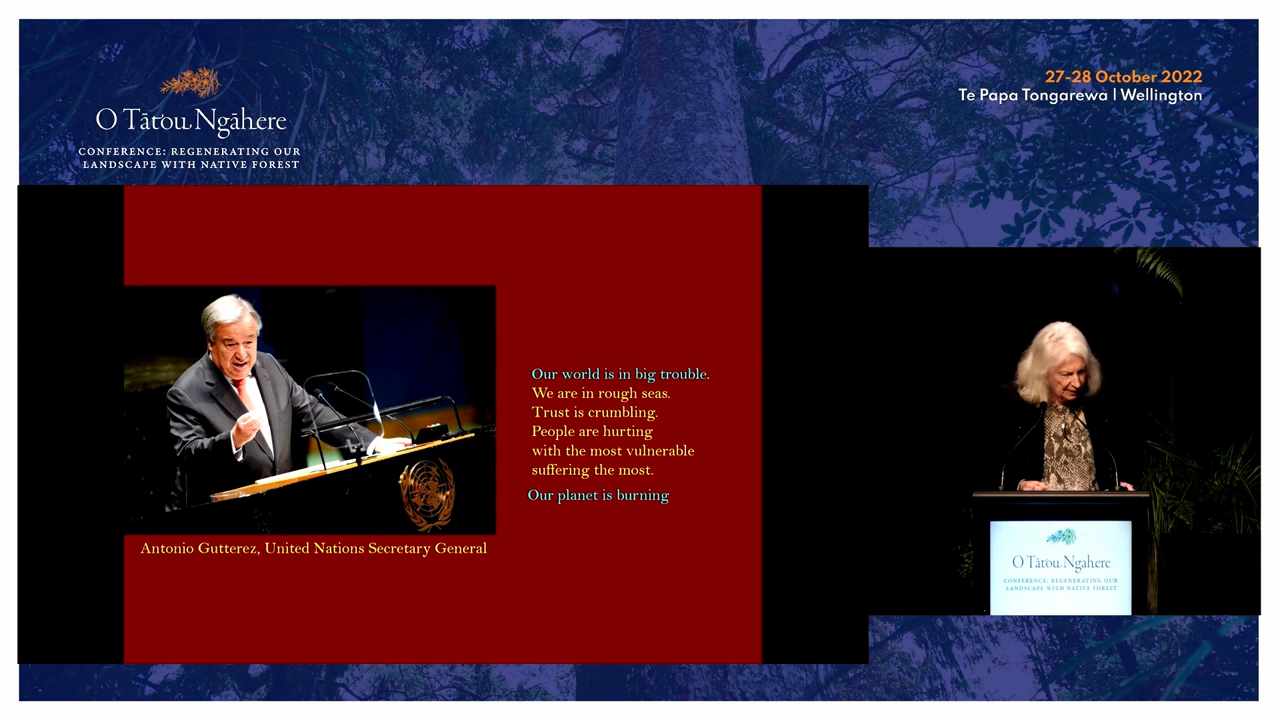 O Tātou Ngāhere
CONFERENCE: REGENERATING OUR
LANDSCAPE WITH NATIVE FOREST
27-28 October 2022
Te Papa Tongarewa | Wellington
Our world is in big trouble.
We are in rough seas.
Trust is crumbling.
People are hurting
with the most vulnerable
suffering the most.
Our planet is burning
Antonio Gutterez, United Nations Secretary General
O Tātou Ngahere
CONFERENCE: REGENERATING OUR
LANDSCAPE WITH NATIVE FOREST